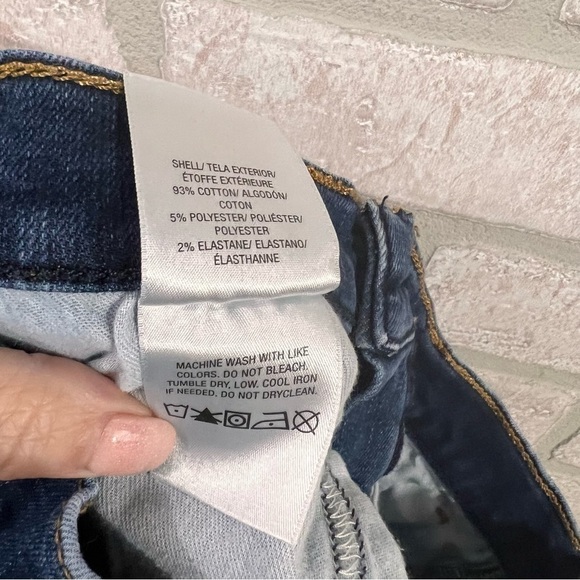 SHELL/ TELA EXTERIOR/
ÉTOFFE EXTÉRIEURE
93% COTTON/ ALGODÓN/
COTON
5% POLYESTER/ POLIÉSTER/
POLYESTER
2% ELASTANE/ ELASTANO/
ÉLASTHANNE
MACHINE WASH WITH LIKE
COLORS. DO NOT BLEACH.
TUMBLE DRY, LOW. COOL IRON
IF NEEDED. DO NOT DRYCLEAN.